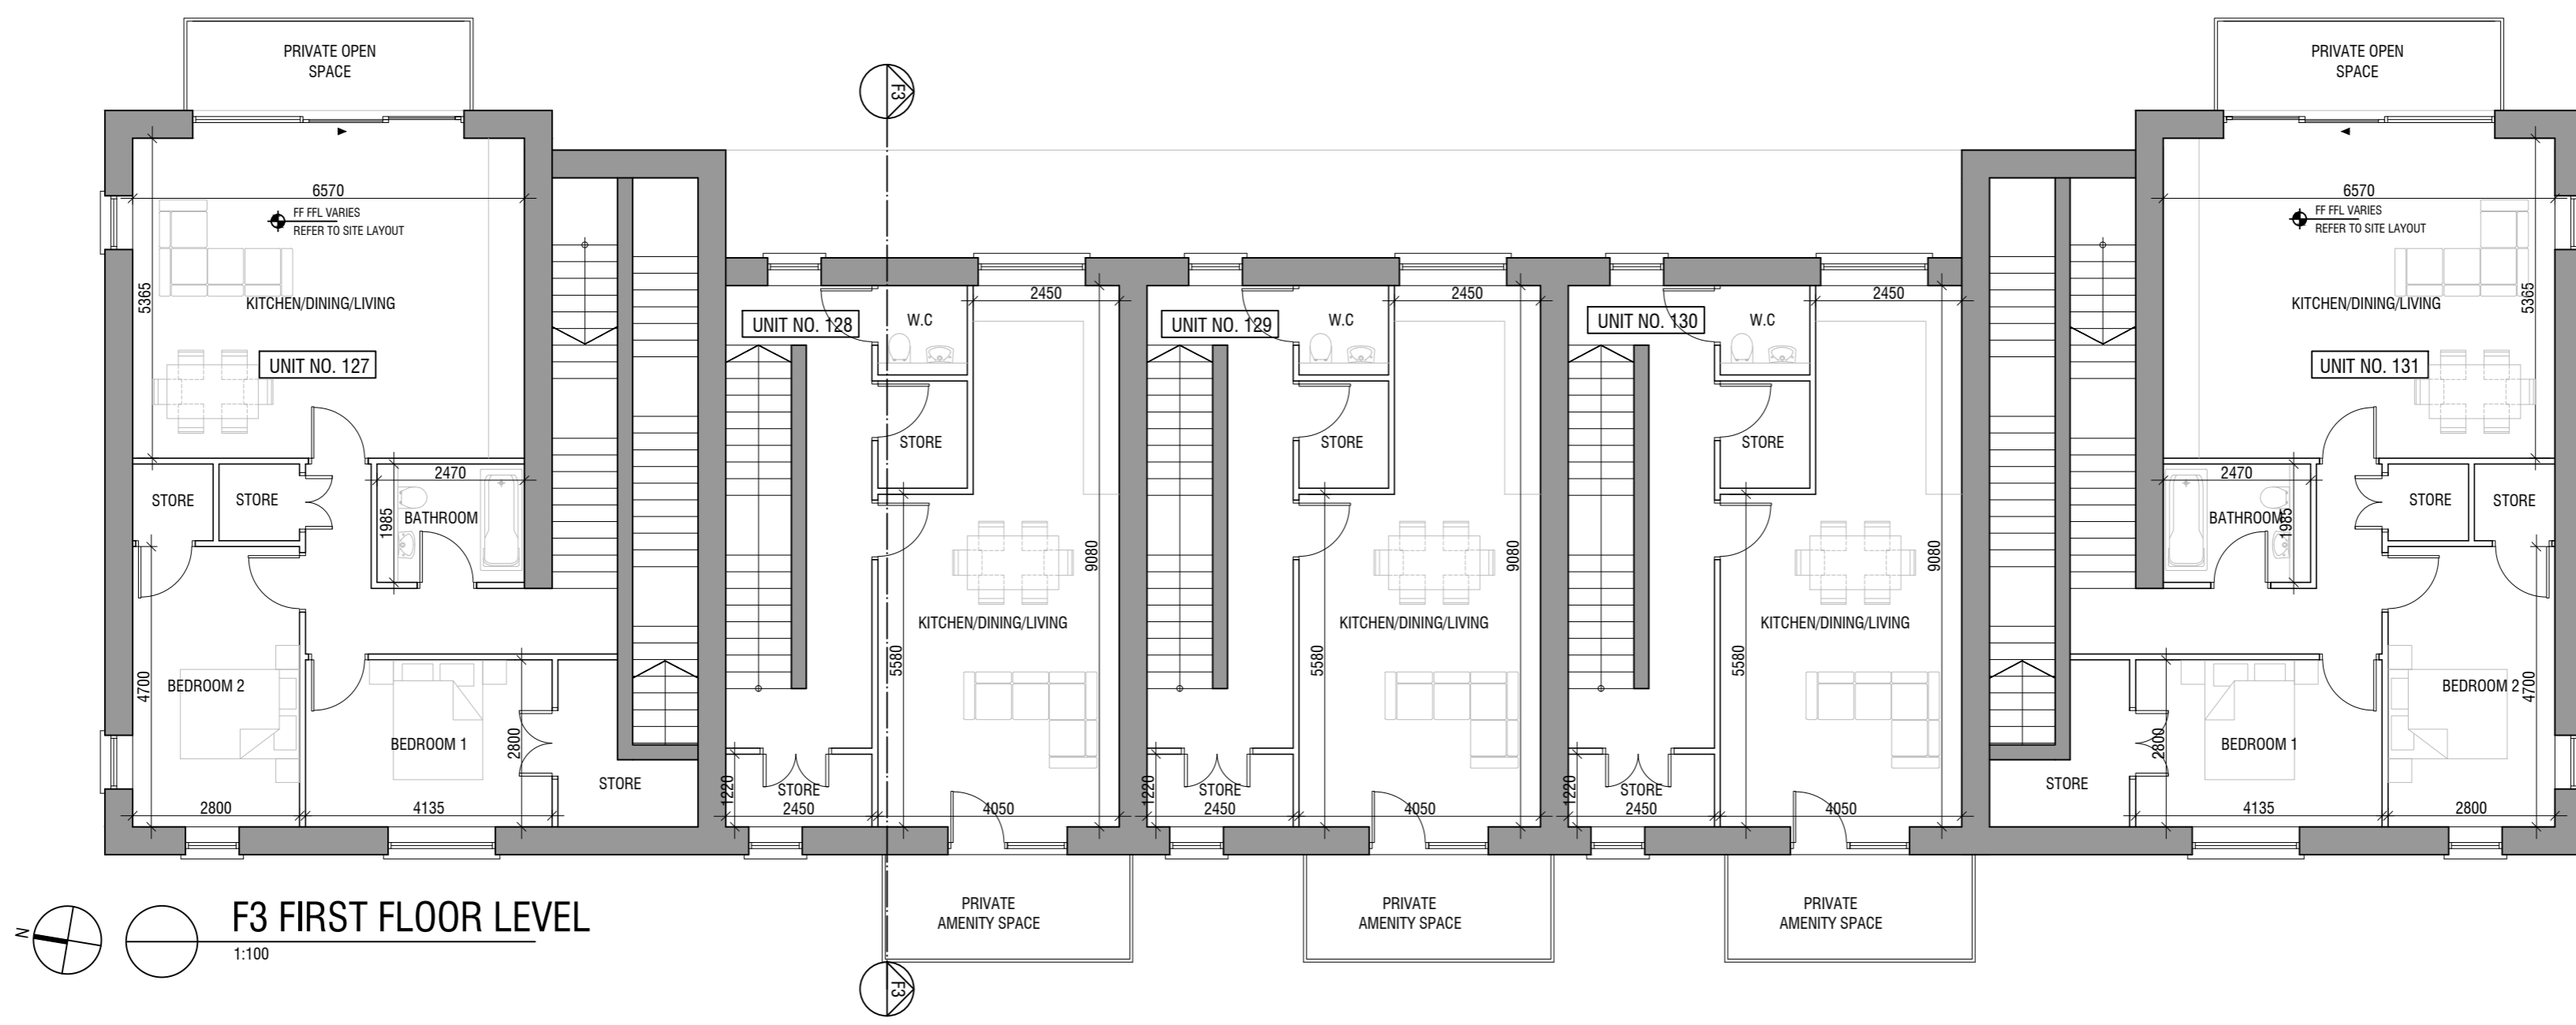 PRIVATE OPEN
SPACE
PRIVATE OPEN
SPACE
F3
6570
FF FFL VARIES
REFER TO SITE LAYOUT
5365
KITCHEN/DINING/LIVING
UNIT NO. 127
STORE
STORE
2470
1985
BATHROOM
4700
BEDROOM 2
BEDROOM 1
2800
STORE
2800
4135
UNIT NO. 128
W.C
2450
STORE
9080
KITCHEN/DINING/LIVING
5580
1220
STORE
2450
4050
UNIT NO. 129
W.C
2450
STORE
9080
KITCHEN/DINING/LIVING
5580
1220
STORE
2450
4050
UNIT NO. 130
W.C
2450
STORE
9080
KITCHEN/DINING/LIVING
5580
1220
STORE
2450
4050
6570
FF FFL VARIES
REFER TO SITE LAYOUT
KITCHEN/DINING/LIVING
5365
UNIT NO. 131
2470
BATHROOM
1985
STORE
STORE
BEDROOM 2
4700
2800
BEDROOM 1
STORE
4135
2800
PRIVATE
AMENITY SPACE
PRIVATE
AMENITY SPACE
PRIVATE
AMENITY SPACE
N
F3 FIRST FLOOR LEVEL
1:100
F3